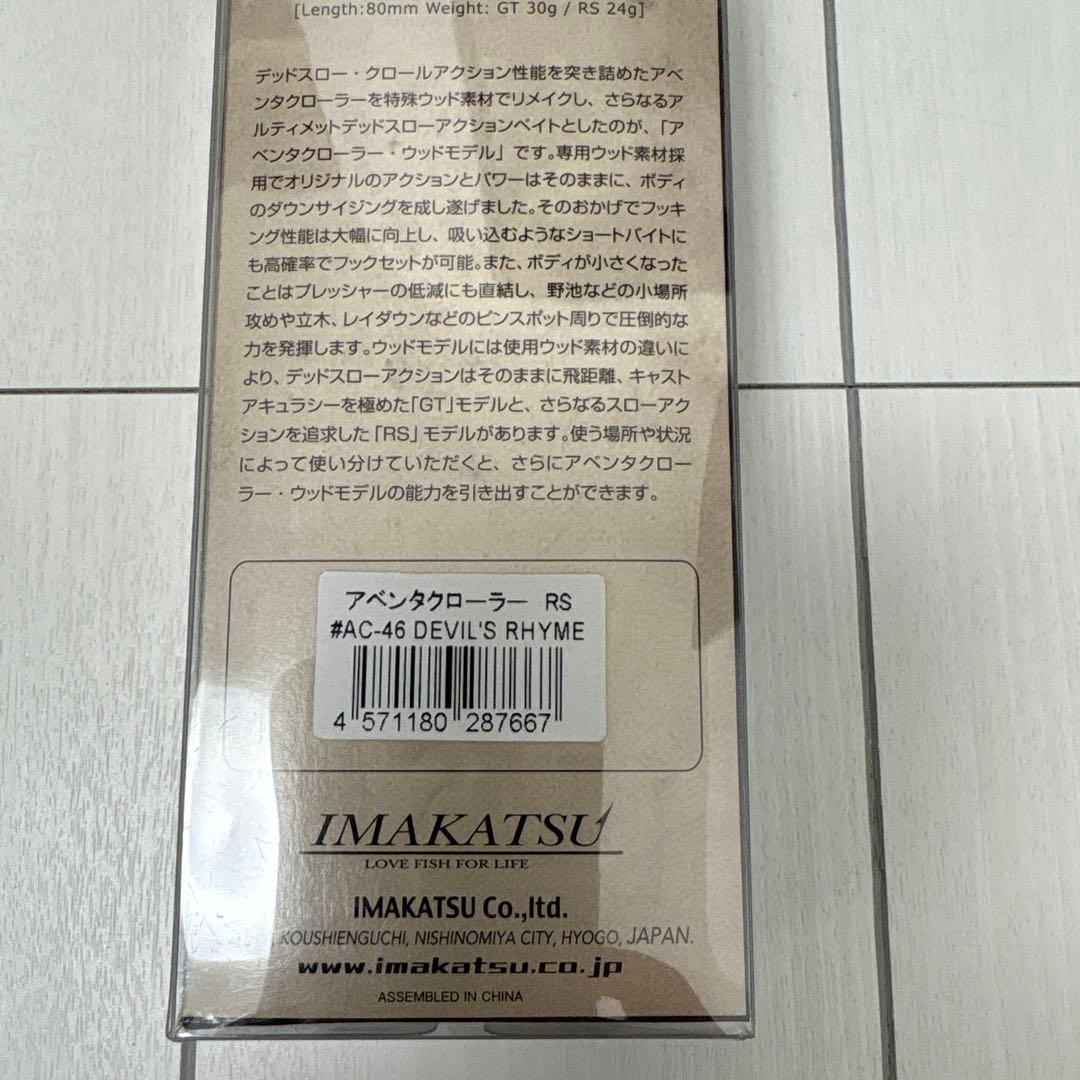 [Length:80mm Weight: GT 30g / RS 24g]
デッドスロー・クロールアクション性能を突き詰めたアベ
ンタクローラーを特殊ウッド素材でリメイクし、さらなるア
ルティメットデッドスローアクションベイトとしたのが、「ア
ベンタクローラー・ウッドモデル」です。専用ウッド素材採
用でオリジナルのアクションとパワーはそのままに、ボディ
のダウンサイジングを成し遂げました。そのおかげでフッキ
ング性能は大幅に向上し、吸い込むようなショートバイトに
も高確率でフックセットが可能。また、ボディが小さくなった
ことはプレッシャーの低減にも直結し、野池などの小場所
攻めや立木、レイダウンなどのピンスポット周りで圧倒的な
力を発揮します。ウッドモデルには使用ウッド素材の違いに
より、デッドスローアクションはそのままに飛距離、キャスト
アキュラシーを極めた「GT」モデルと、さらなるスローアク
ションを追求した「RS」モデルがあります。使う場所や状況
によって使い分けていただくと、さらにアベンタクロー
ラー・ウッドモデルの能力を引き出すことができます。
アベンタクローラー RS
#AC-46 DEVIL'S RHYME
4 571180 287667
IMAKATSU
LOVE FISH FOR LIFE
IMAKATSU Co.,ltd.
KOUSHIENGUCHI, NISHINOMIYA CITY, HYOGO, JAPAN.
www.imakatsu.co.jp
ASSEMBLED IN CHINA